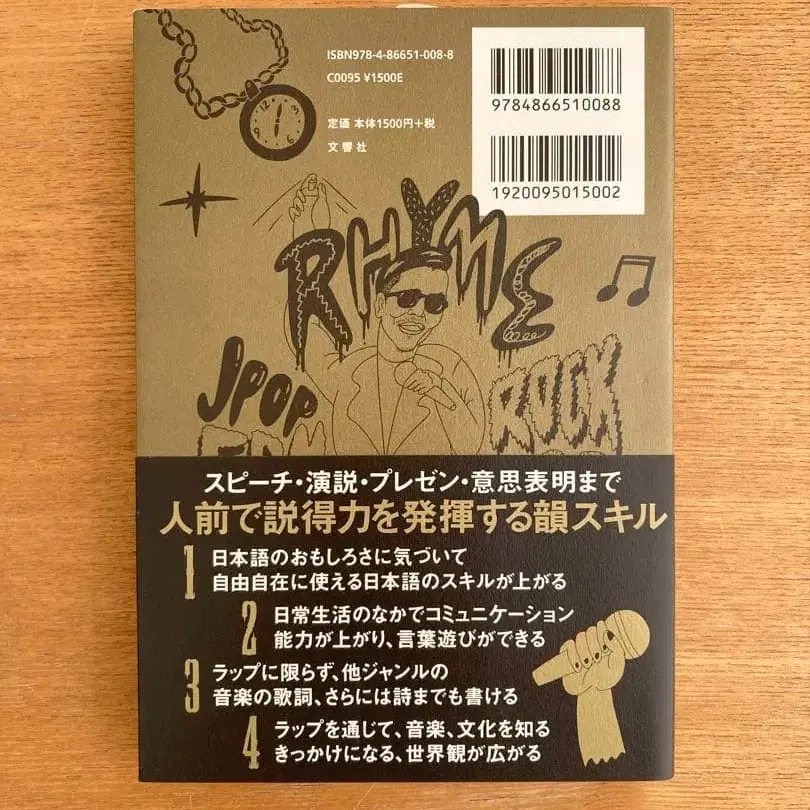 ISBN978-4-86651-008-8
C0095 ¥1500E
定価 本体1500円+税
文響社
9784866510088
1920095015002
12
3
6
9
RHYME
JPOP
ROCK
スピーチ・演説・プレゼン・意思表明まで
人前で説得力を発揮する韻スキル
1 日本語のおもしろさに気づいて
自由自在に使える日本語のスキルが上がる
2 日常生活のなかでコミュニケーション
能力が上がり、言葉遊びができる
3 ラップに限らず、他ジャンルの
音楽の歌詞、さらには詩までも書ける
4 ラップを通じて、音楽、文化を知る
きっかけになる、世界観が広がる